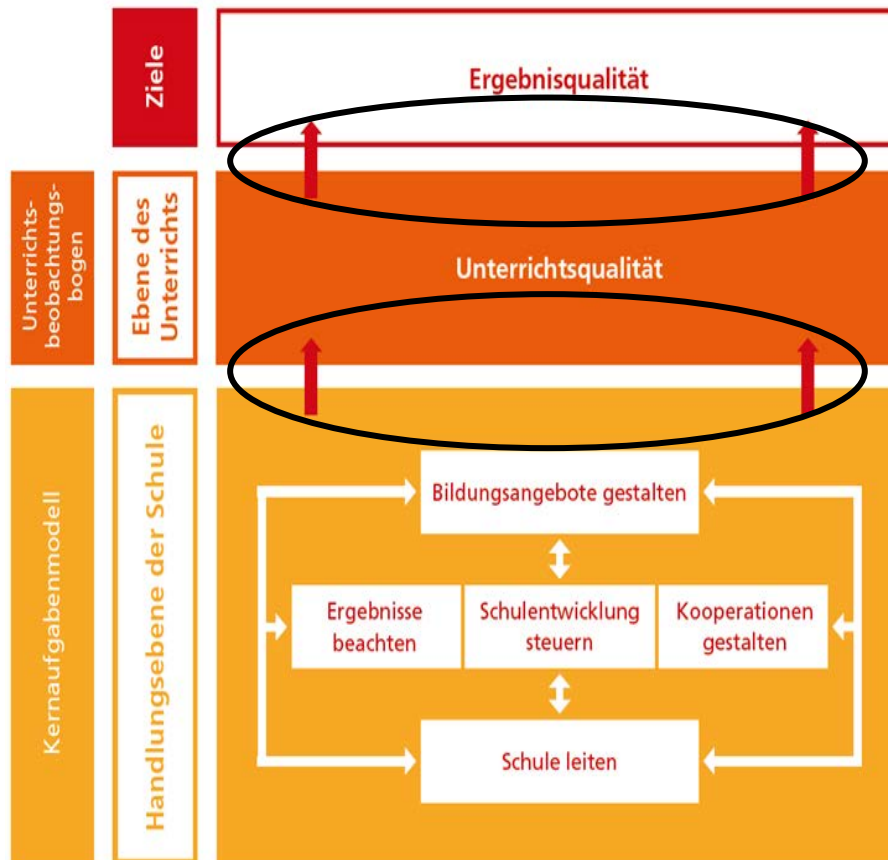 Ziele
Ergebnisqualität
Unterrichts-
beobachtungs-
bogen
Ebene des
Unterrichts
Unterrichtsqualität
Kernaufgabenmodell
Handlungsebene der Schule
Bildungsangebote gestalten
Ergebnisse
beachten
Schulentwicklung
steuern
Kooperationen
gestalten
Schule leiten